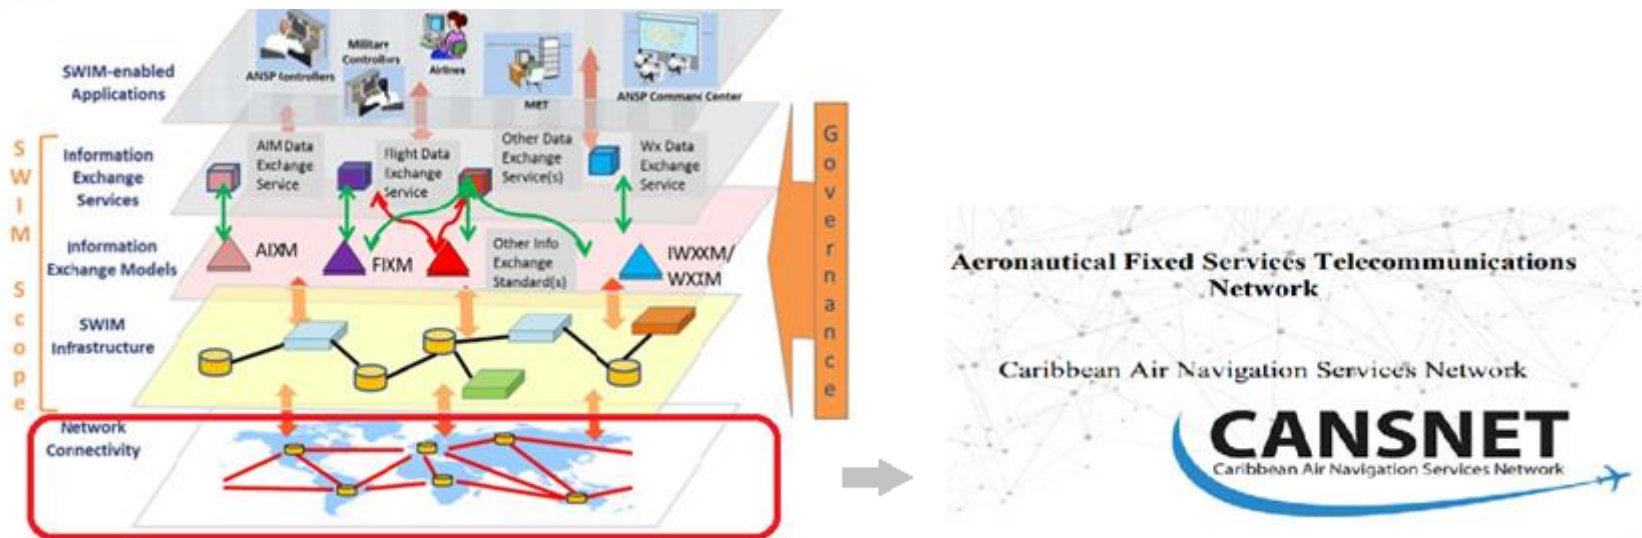 SWIM-enabled
Applications
ANSP Controllers
Military
Controllers
Airlines
MET
ANSP Command Center
SWIM Scope
Information
Exchange
Services
AIM Data
Exchange
Service
Flight Data
Exchange
Service
Other Data
Exchange
Service(s)
Wx Data
Exchange
Service
Information
Exchange Models
AIXM
FIXM
Other Info
Exchange
Standard(s)
IWXXM/
WXXM
SWIM
Infrastructure
Network
Connectivity
Governance
Aeronautical Fixed Services Telecommunications
Network
Caribbean Air Navigation Services Network
CANSNET
Caribbean Air Navigation Services Network